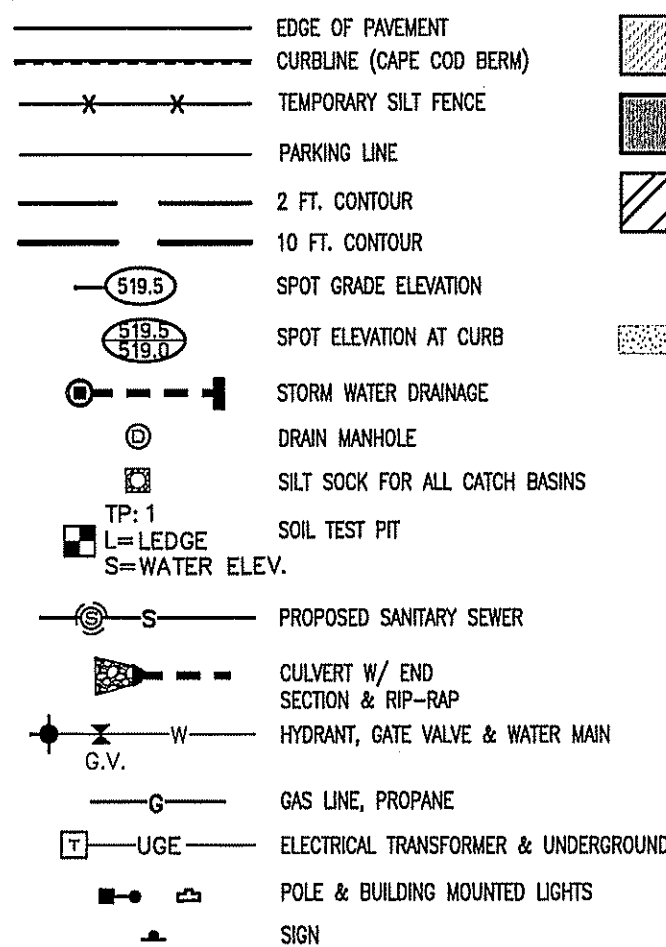 EDGE OF PAVEMENT
CURBLINE (CAPE COD BERM)
X X TEMPORARY SILT FENCE
PARKING LINE
2 FT. CONTOUR
10 FT. CONTOUR
519.5 SPOT GRADE ELEVATION
519.5
519.0
SPOT ELEVATION AT CURB
STORM WATER DRAINAGE
D DRAIN MANHOLE
SILT SOCK FOR ALL CATCH BASINS
TP: 1
L=LEDGE
S=WATER ELEV.
SOIL TEST PIT
S S PROPOSED SANITARY SEWER
CULVERT W/ END
SECTION & RIP-RAP
W HYDRANT, GATE VALVE & WATER MAIN
G.V.
G GAS LINE, PROPANE
T UGE ELECTRICAL TRANSFORMER & UNDERGROUND
POLE & BUILDING MOUNTED LIGHTS
SIGN